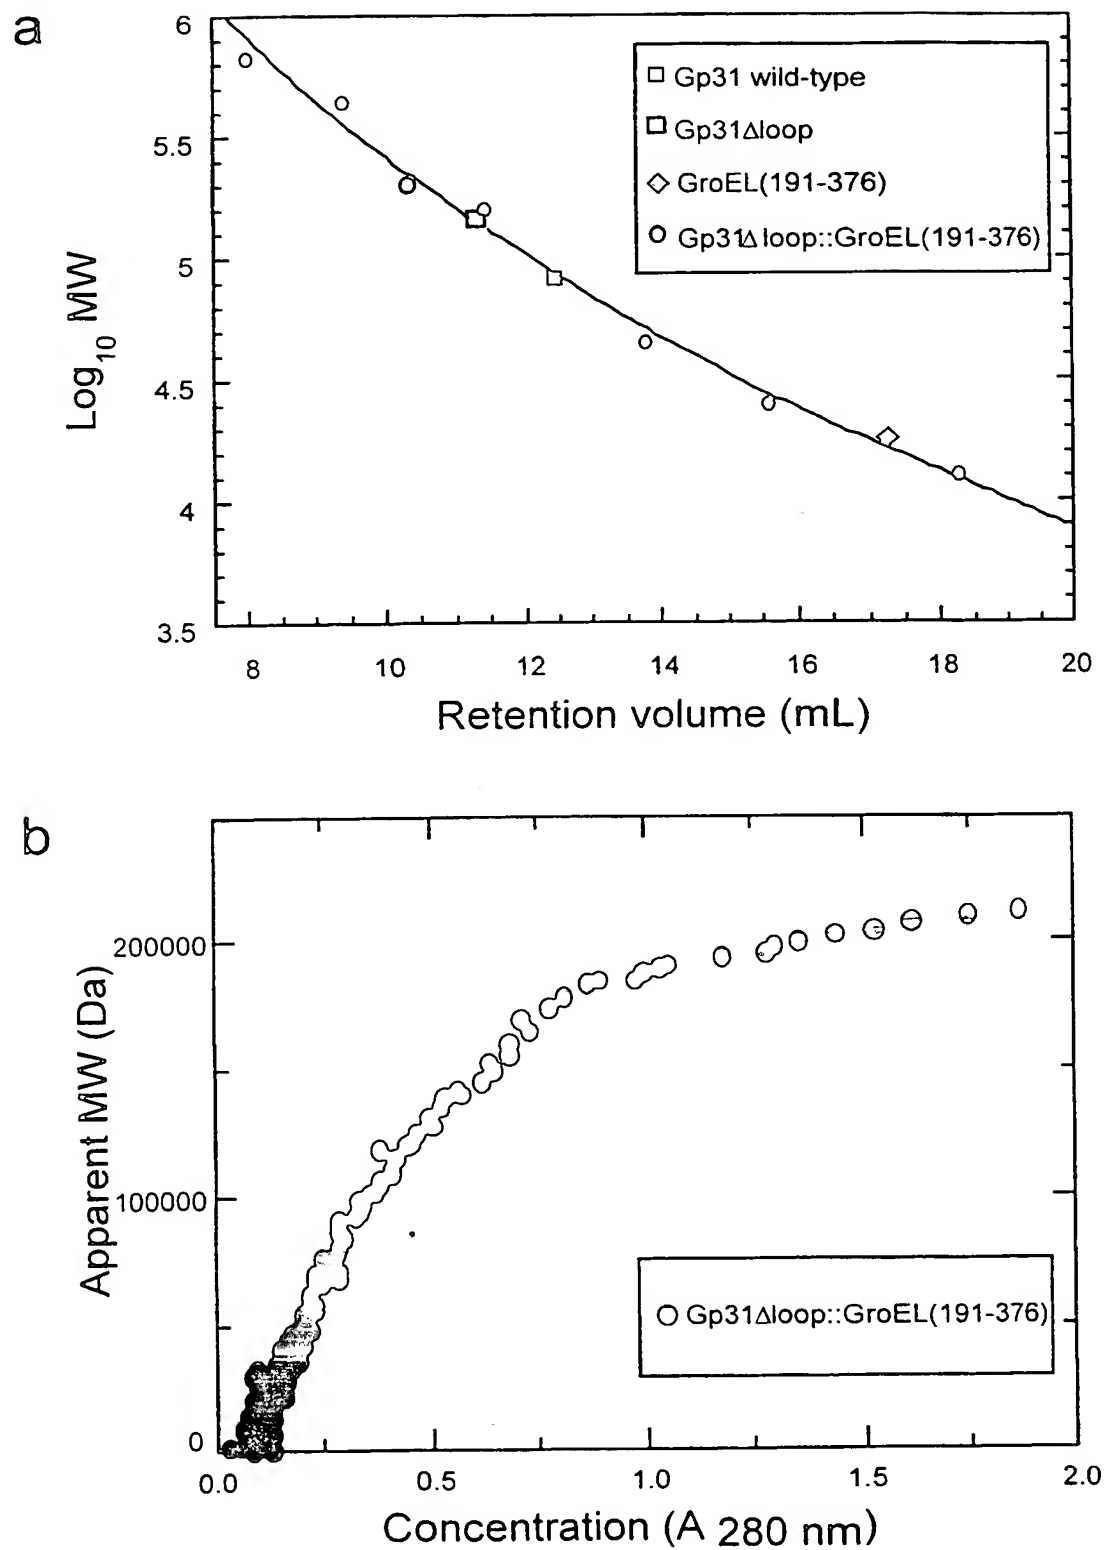 a
6
5.5
5
4.5
4
3.5
Log10 MW
8 10 12 14 16 18 20
Retention volume (mL)
Gp31 wild-type
Gp31Δloop
GroEL(191-376)
Gp31Δloop::GroEL(191-376)
b
200000
100000
0
Apparent MW (Da)
0.0 0.5 1.0 1.5 2.0
Concentration (A 280 nm)
Gp31Δloop::GroEL(191-376)